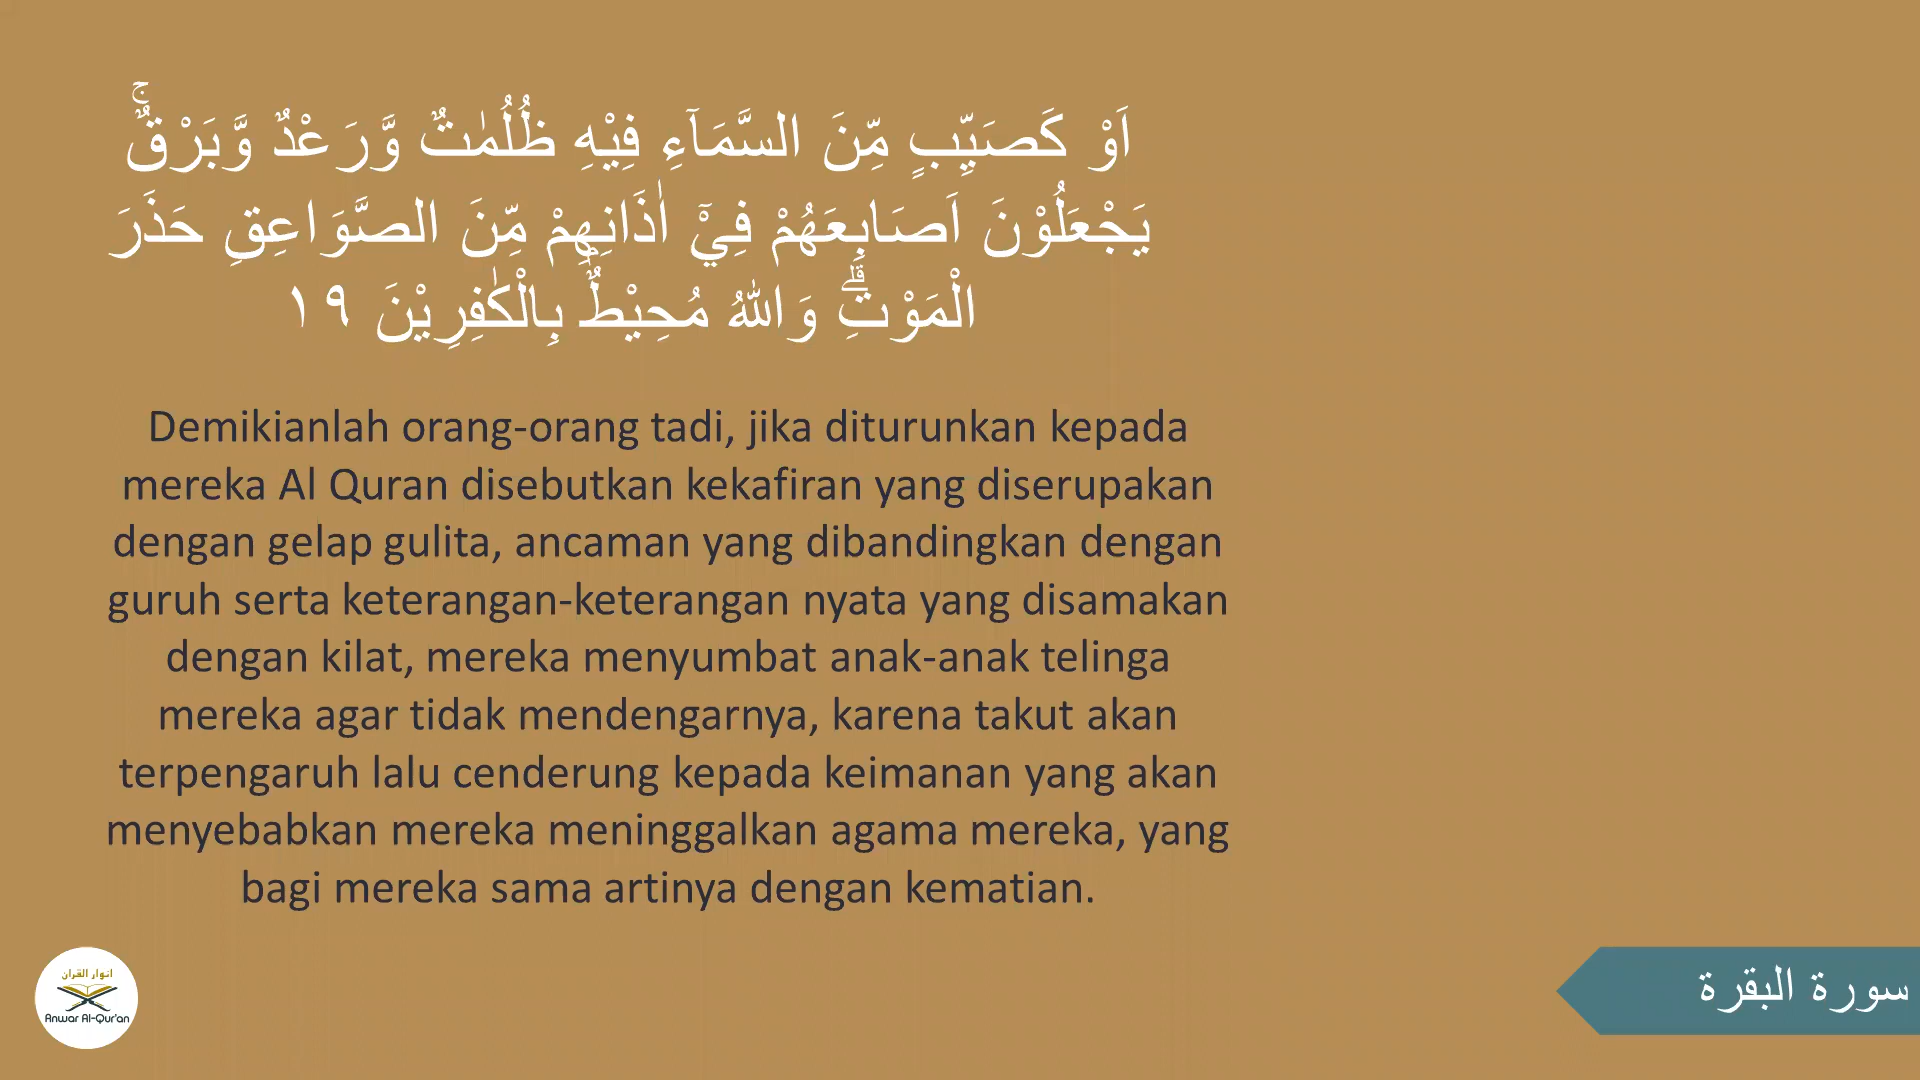 اَوْ كَصَيِّبٍ مِّنَ السَّمَاۤءِ فِيْهِ ظُلُمٰتٌ وَّرَعْدٌ وَّبَرْقٌۚ
يَجْعَلُوْنَ اَصَابِعَهُمْ فِيْٓ اٰذَانِهِمْ مِّنَ الصَّوَاعِقِ حَذَرَ
الْمَوْتِۗ وَاللّٰهُ مُحِيْطٌۢ بِالْكٰفِرِيْنَ ١٩
Demikianlah orang-orang tadi, jika diturunkan kepada
mereka Al Quran disebutkan kekafiran yang diserupakan
dengan gelap gulita, ancaman yang dibandingkan dengan
guruh serta keterangan-keterangan nyata yang disamakan
dengan kilat, mereka menyumbat anak-anak telinga
mereka agar tidak mendengarnya, karena takut akan
terpengaruh lalu cenderung kepada keimanan yang akan
menyebabkan mereka meninggalkan agama mereka, yang
bagi mereka sama artinya dengan kematian.
انوار القران
Anwar Al-Qur'an
سورة البقرة